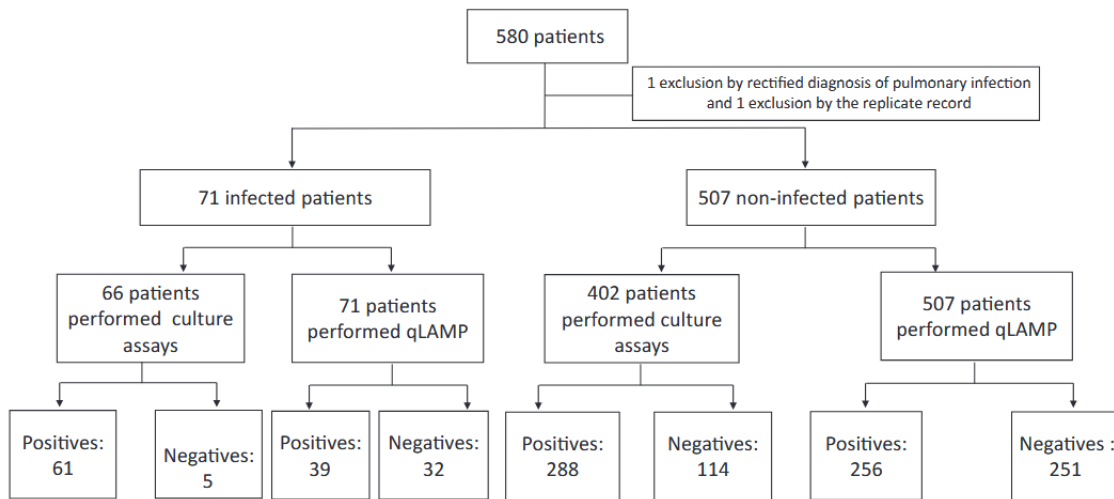 580 patients
1 exclusion by rectified diagnosis of pulmonary infection
and 1 exclusion by the replicate record
71 infected patients
507 non-infected patients
66 patients
performed culture
assays
71 patients
performed qLAMP
402 patients
performed culture
assays
507 patients
performed qLAMP
Positives:
61
Negatives:
5
Positives:
39
Negatives:
32
Positives:
288
Negatives:
114
Positives:
256
Negatives :
251